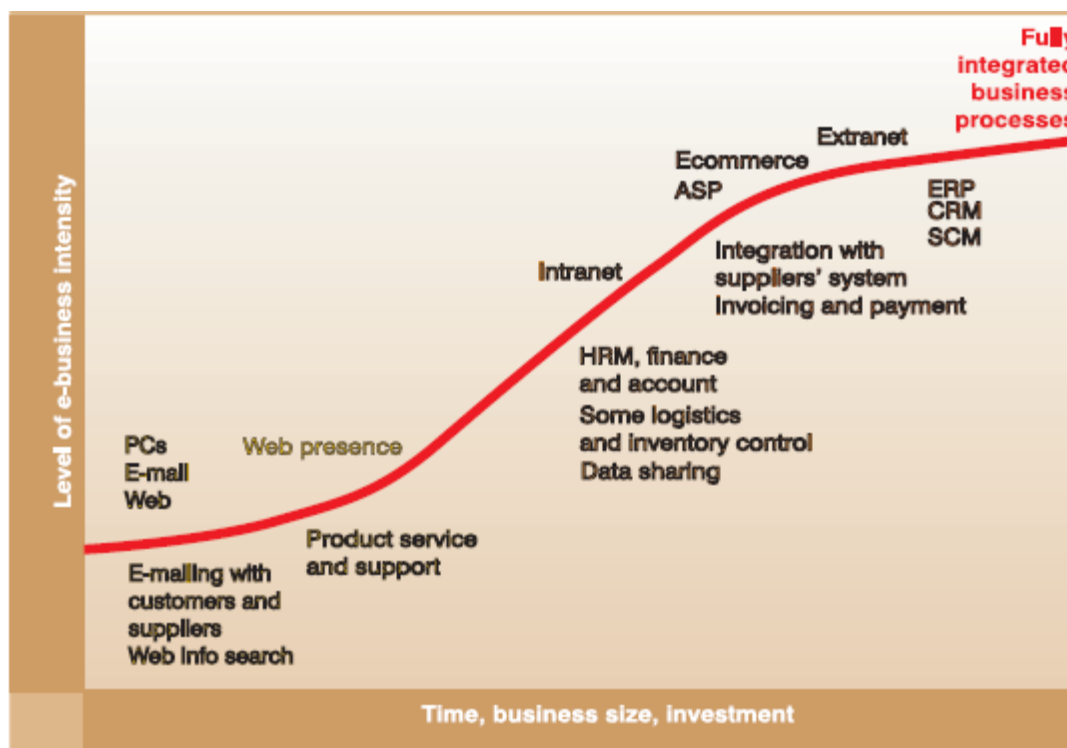 Fully
integrated
business
processes
Extranet
Ecommerce
ASP
ERP
CRM
SCM
Integration with
suppliers' system
Invoicing and payment
Intranet
HRM, finance
and account
Some logistics
and inventory control
Data sharing
PCs
E-mail
Web
Web presence
Product service
and support
E-mailing with
customers and
suppliers
Web info search
Level of e-business intensity
Time, business size, investment